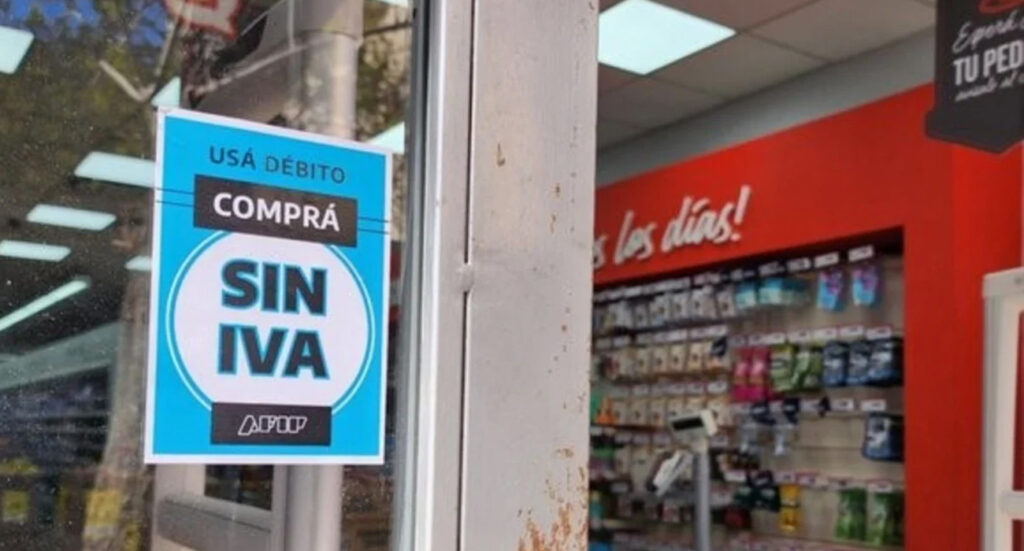 USÁ DÉBITO
COMPRÁ
SIN
IVA
AFIP
los días!
TU PED